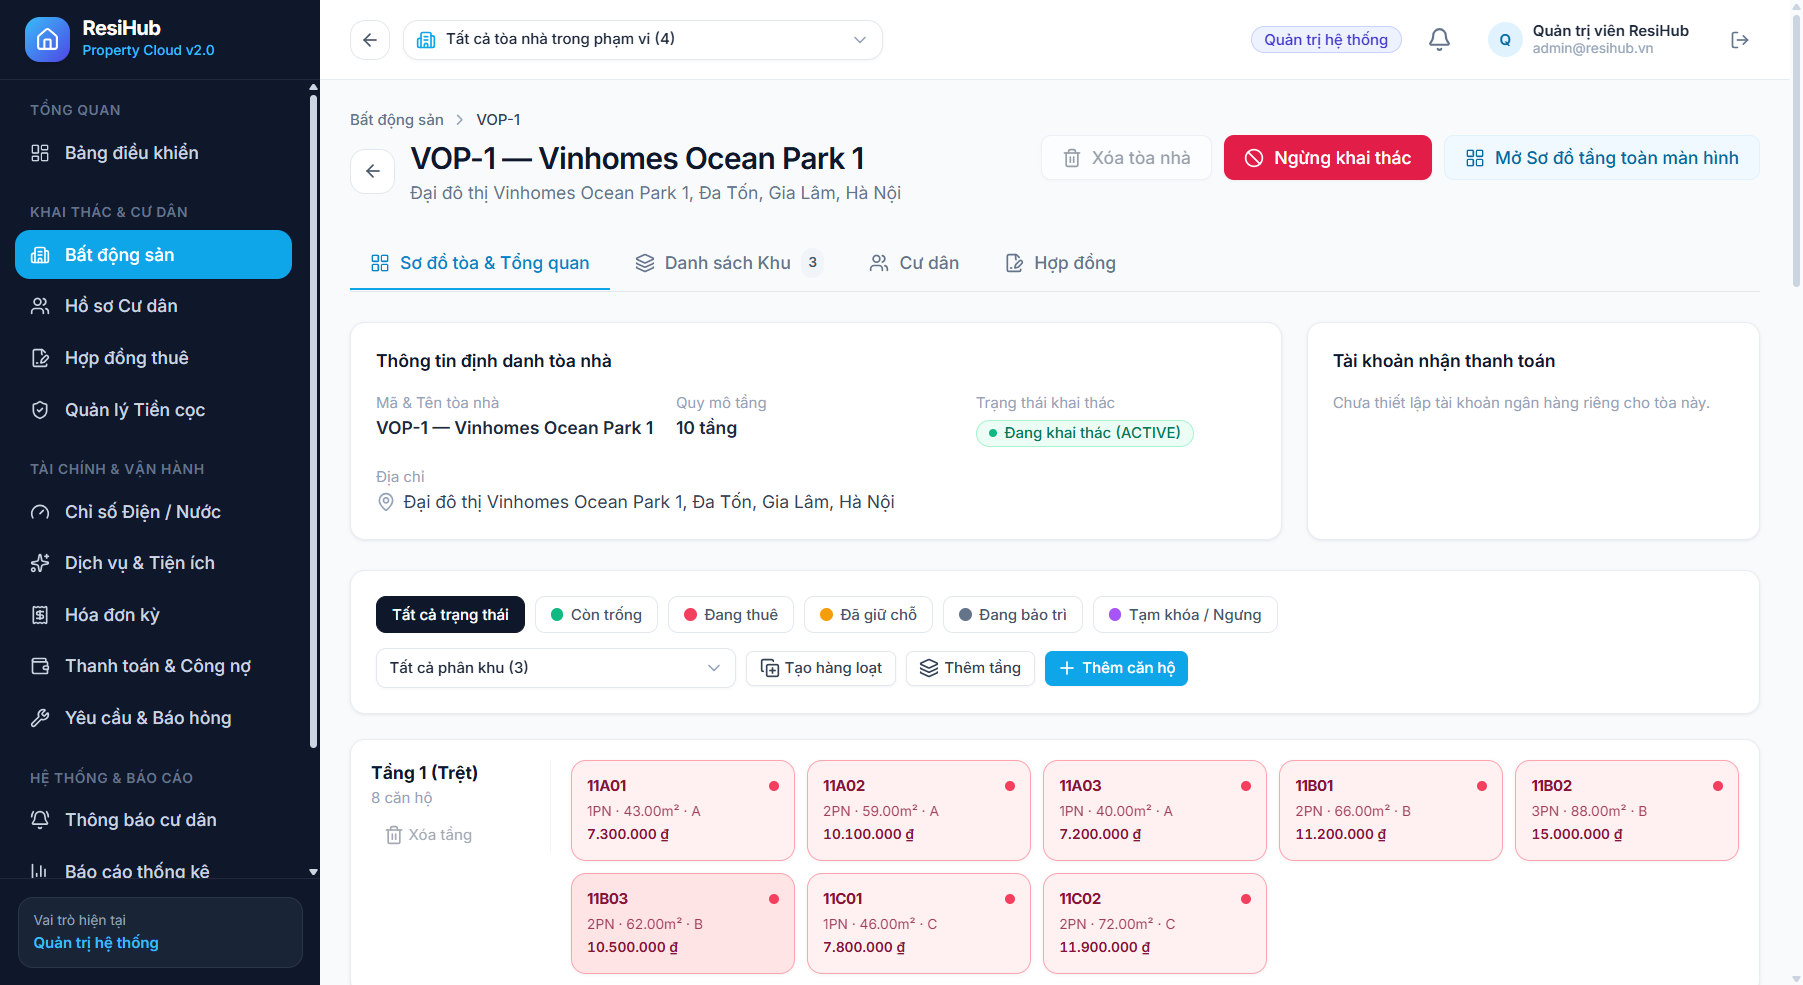 ResiHub
Property Cloud v2.0
TỔNG QUAN
Bảng điều khiển
KHAI THÁC & CƯ DÂN
Bất động sản
Hồ sơ Cư dân
Hợp đồng thuê
Quản lý Tiền cọc
TÀI CHÍNH & VẬN HÀNH
Chỉ số Điện / Nước
Dịch vụ & Tiện ích
Hóa đơn kỳ
Thanh toán & Công nợ
Yêu cầu & Báo hỏng
HỆ THỐNG & BÁO CÁO
Thông báo cư dân
Báo cáo thống kê
Vai trò hiện tại
Quản trị hệ thống
Tất cả tòa nhà trong phạm vi (4)
Quản trị hệ thống
Q
Quản trị viên ResiHub
admin@resihub.vn
Bất động sản > VOP-1
VOP-1 — Vinhomes Ocean Park 1
Đại đô thị Vinhomes Ocean Park 1, Đa Tốn, Gia Lâm, Hà Nội
Xóa tòa nhà
Ngừng khai thác
Mở Sơ đồ tầng toàn màn hình
Sơ đồ tòa & Tổng quan
Danh sách Khu 3
Cư dân
Hợp đồng
Thông tin định danh tòa nhà
Mã & Tên tòa nhà
VOP-1 — Vinhomes Ocean Park 1
Quy mô tầng
10 tầng
Trạng thái khai thác
Đang khai thác (ACTIVE)
Địa chỉ
Đại đô thị Vinhomes Ocean Park 1, Đa Tốn, Gia Lâm, Hà Nội
Tài khoản nhận thanh toán
Chưa thiết lập tài khoản ngân hàng riêng cho tòa này.
Tất cả trạng thái
Còn trống
Đang thuê
Đã giữ chỗ
Đang bảo trì
Tạm khóa / Ngưng
Tất cả phân khu (3)
Tạo hàng loạt
Thêm tầng
Thêm căn hộ
Tầng 1 (Trệt)
8 căn hộ
Xóa tầng
11A01
1PN · 43.00m² · A
7.300.000 ₫
11A02
2PN · 59.00m² · A
10.100.000 ₫
11A03
1PN · 40.00m² · A
7.200.000 ₫
11B01
2PN · 66.00m² · B
11.200.000 ₫
11B02
3PN · 88.00m² · B
15.000.000 ₫
11B03
2PN · 62.00m² · B
10.500.000 ₫
11C01
1PN · 46.00m² · C
7.800.000 ₫
11C02
2PN · 72.00m² · C
11.900.000 ₫